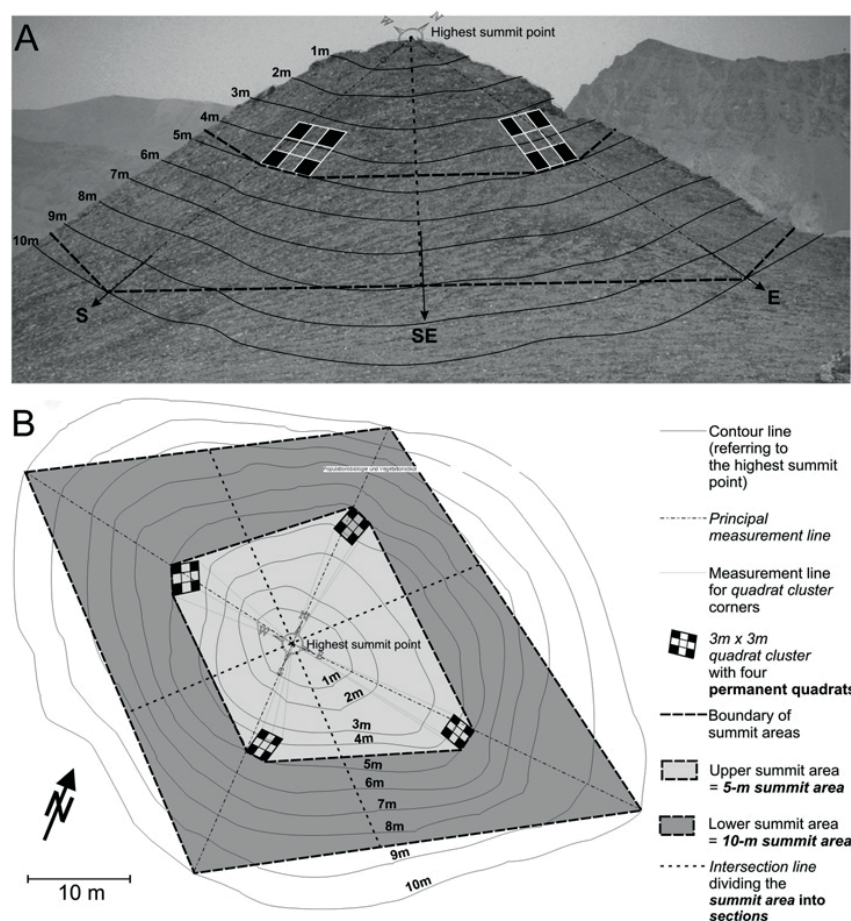 A
W
N
Highest summit point
1m
2m
3m
4m
5m
6m
7m
8m
9m
10m
S
SE
E
B
Populationsbiologie und Vegetationsökol
W
N
E
S
Highest summit point
1m
2m
3m
4m
5m
6m
7m
8m
9m
10m
N
10 m
Contour line
(referring to
the highest summit
point)
Principal
measurement line
Measurement line
for quadrat cluster
corners
3m x 3m
quadrat cluster
with four
permanent quadrats
Boundary of
summit areas
Upper summit area
= 5-m summit area
Lower summit area
= 10-m summit area
Intersection line
dividing the
summit area into
sections